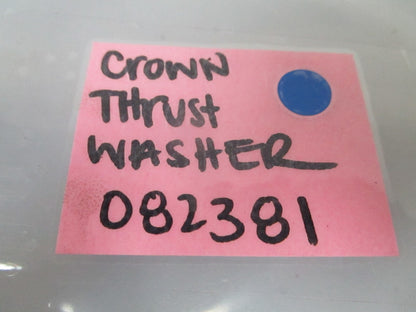 Crown
THrust
WASHER
082381